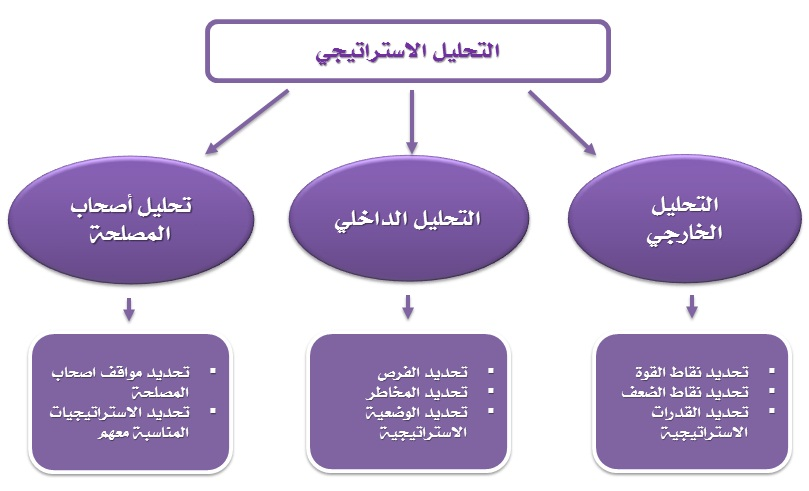 التحليل الاستراتيجي
التحليل
الخارجي
التحليل الداخلي
تحليل أصحاب
المصلحة
▪ تحديد نقاط القوة
▪ تحديد نقاط الضعف
▪ تحديد القدرات
الاستراتيجية
▪ تحديد الفرص
▪ تحديد المخاطر
▪ تحديد الوضعية
الاستراتيجية
▪ تحديد مواقف اصحاب
المصلحة
▪ تحديد الاستراتيجيات
المناسبة معهم